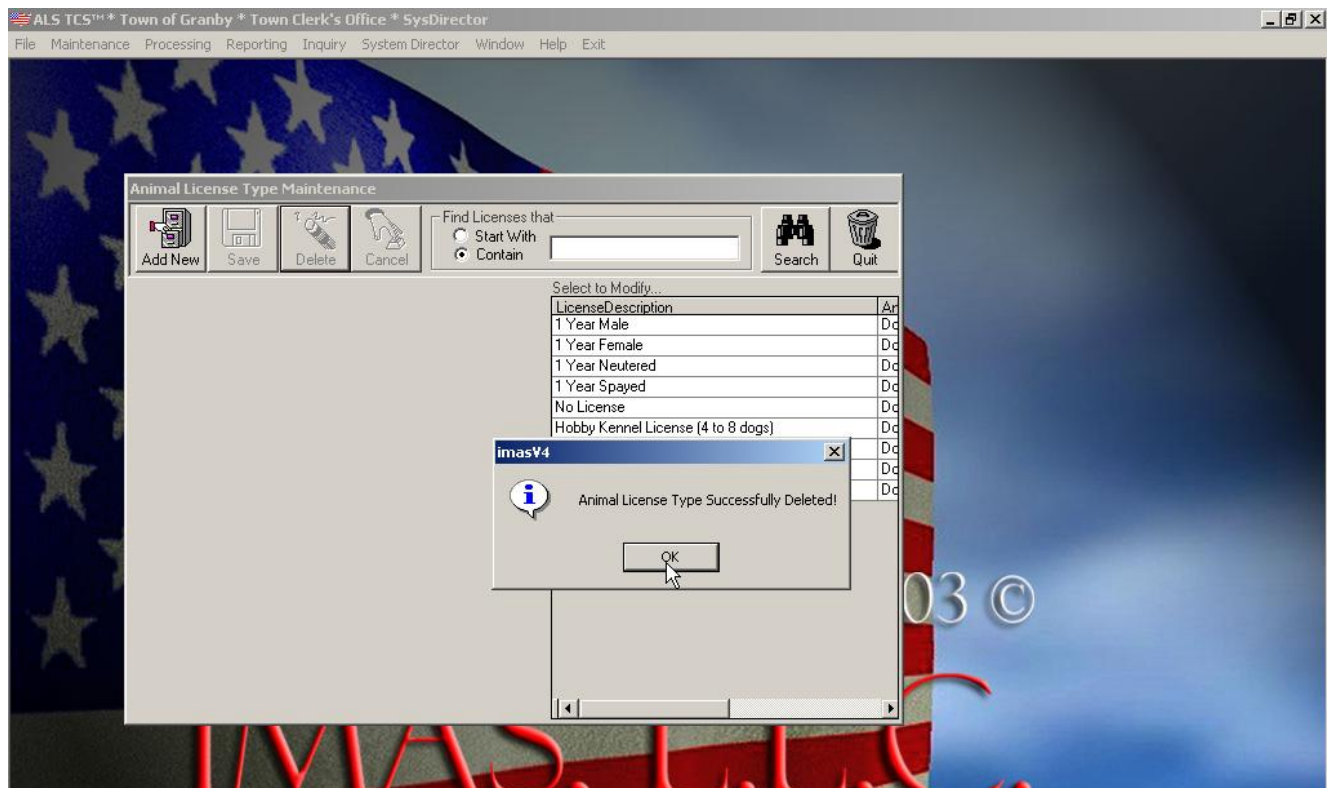 ALS TCS™ * Town of Granby * Town Clerk's Office * SysDirector
File Maintenance Processing Reporting Inquiry System Director Window Help Exit
Animal License Type Maintenance
Add New Save Delete Cancel
Find Licenses that
Start With
Contain
Search Quit
Select to Modify...
LicenseDescription
1 Year Male
1 Year Female
1 Year Neutered
1 Year Spayed
No License
Hobby Kennel License (4 to 8 dogs)
imasV4
Animal License Type Successfully Deleted!
OK
03 ©
IMAS. L.L.C.